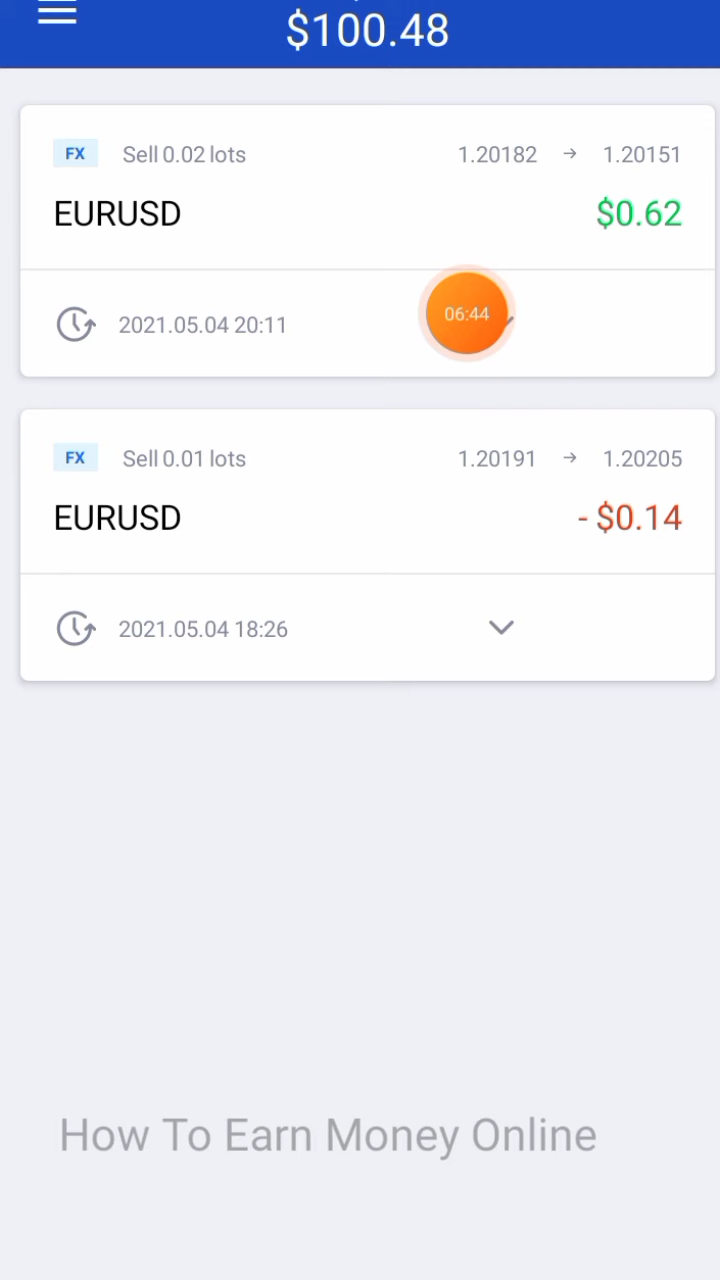 $100.48
FX Sell 0.02 lots 1.20182 → 1.20151
EURUSD $0.62
2021.05.04 20:11
06:44
FX Sell 0.01 lots 1.20191 → 1.20205
EURUSD - $0.14
2021.05.04 18:26
How To Earn Money Online